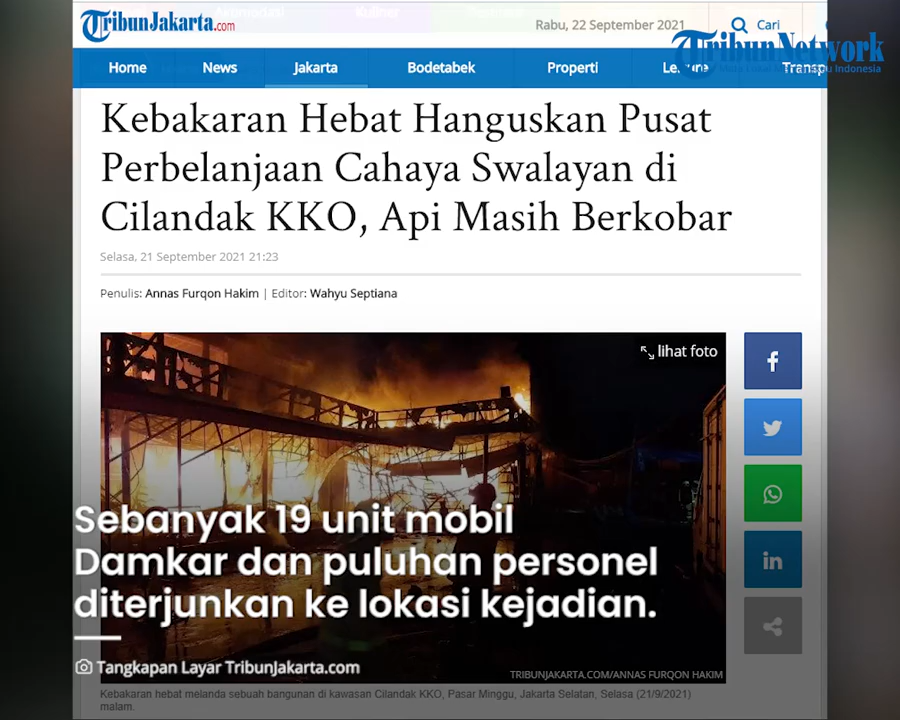 TribunJakarta.com
Rabu, 22 September 2021
Cari
TribunNetwork
Home News Jakarta Bodetabek Properti
Kebakaran Hebat Hanguskan Pusat
Perbelanjaan Cahaya Swalayan di
Cilandak KKO, Api Masih Berkobar
Selasa, 21 September 2021 21:23
Penulis: Annas Furqon Hakim | Editor: Wahyu Septiana
lihat foto
Sebanyak 19 unit mobil
Damkar dan puluhan personel
diterjunkan ke lokasi kejadian.
Tangkapan Layar TribunJakarta.com
TRIBUNJAKARTA.COM/ANNAS FURQON HAKIM
Kebakaran hebat melanda sebuah bangunan di kawasan Cilandak KKO, Pasar Minggu, Jakarta Selatan, Selasa (21/9/2021)
malam.